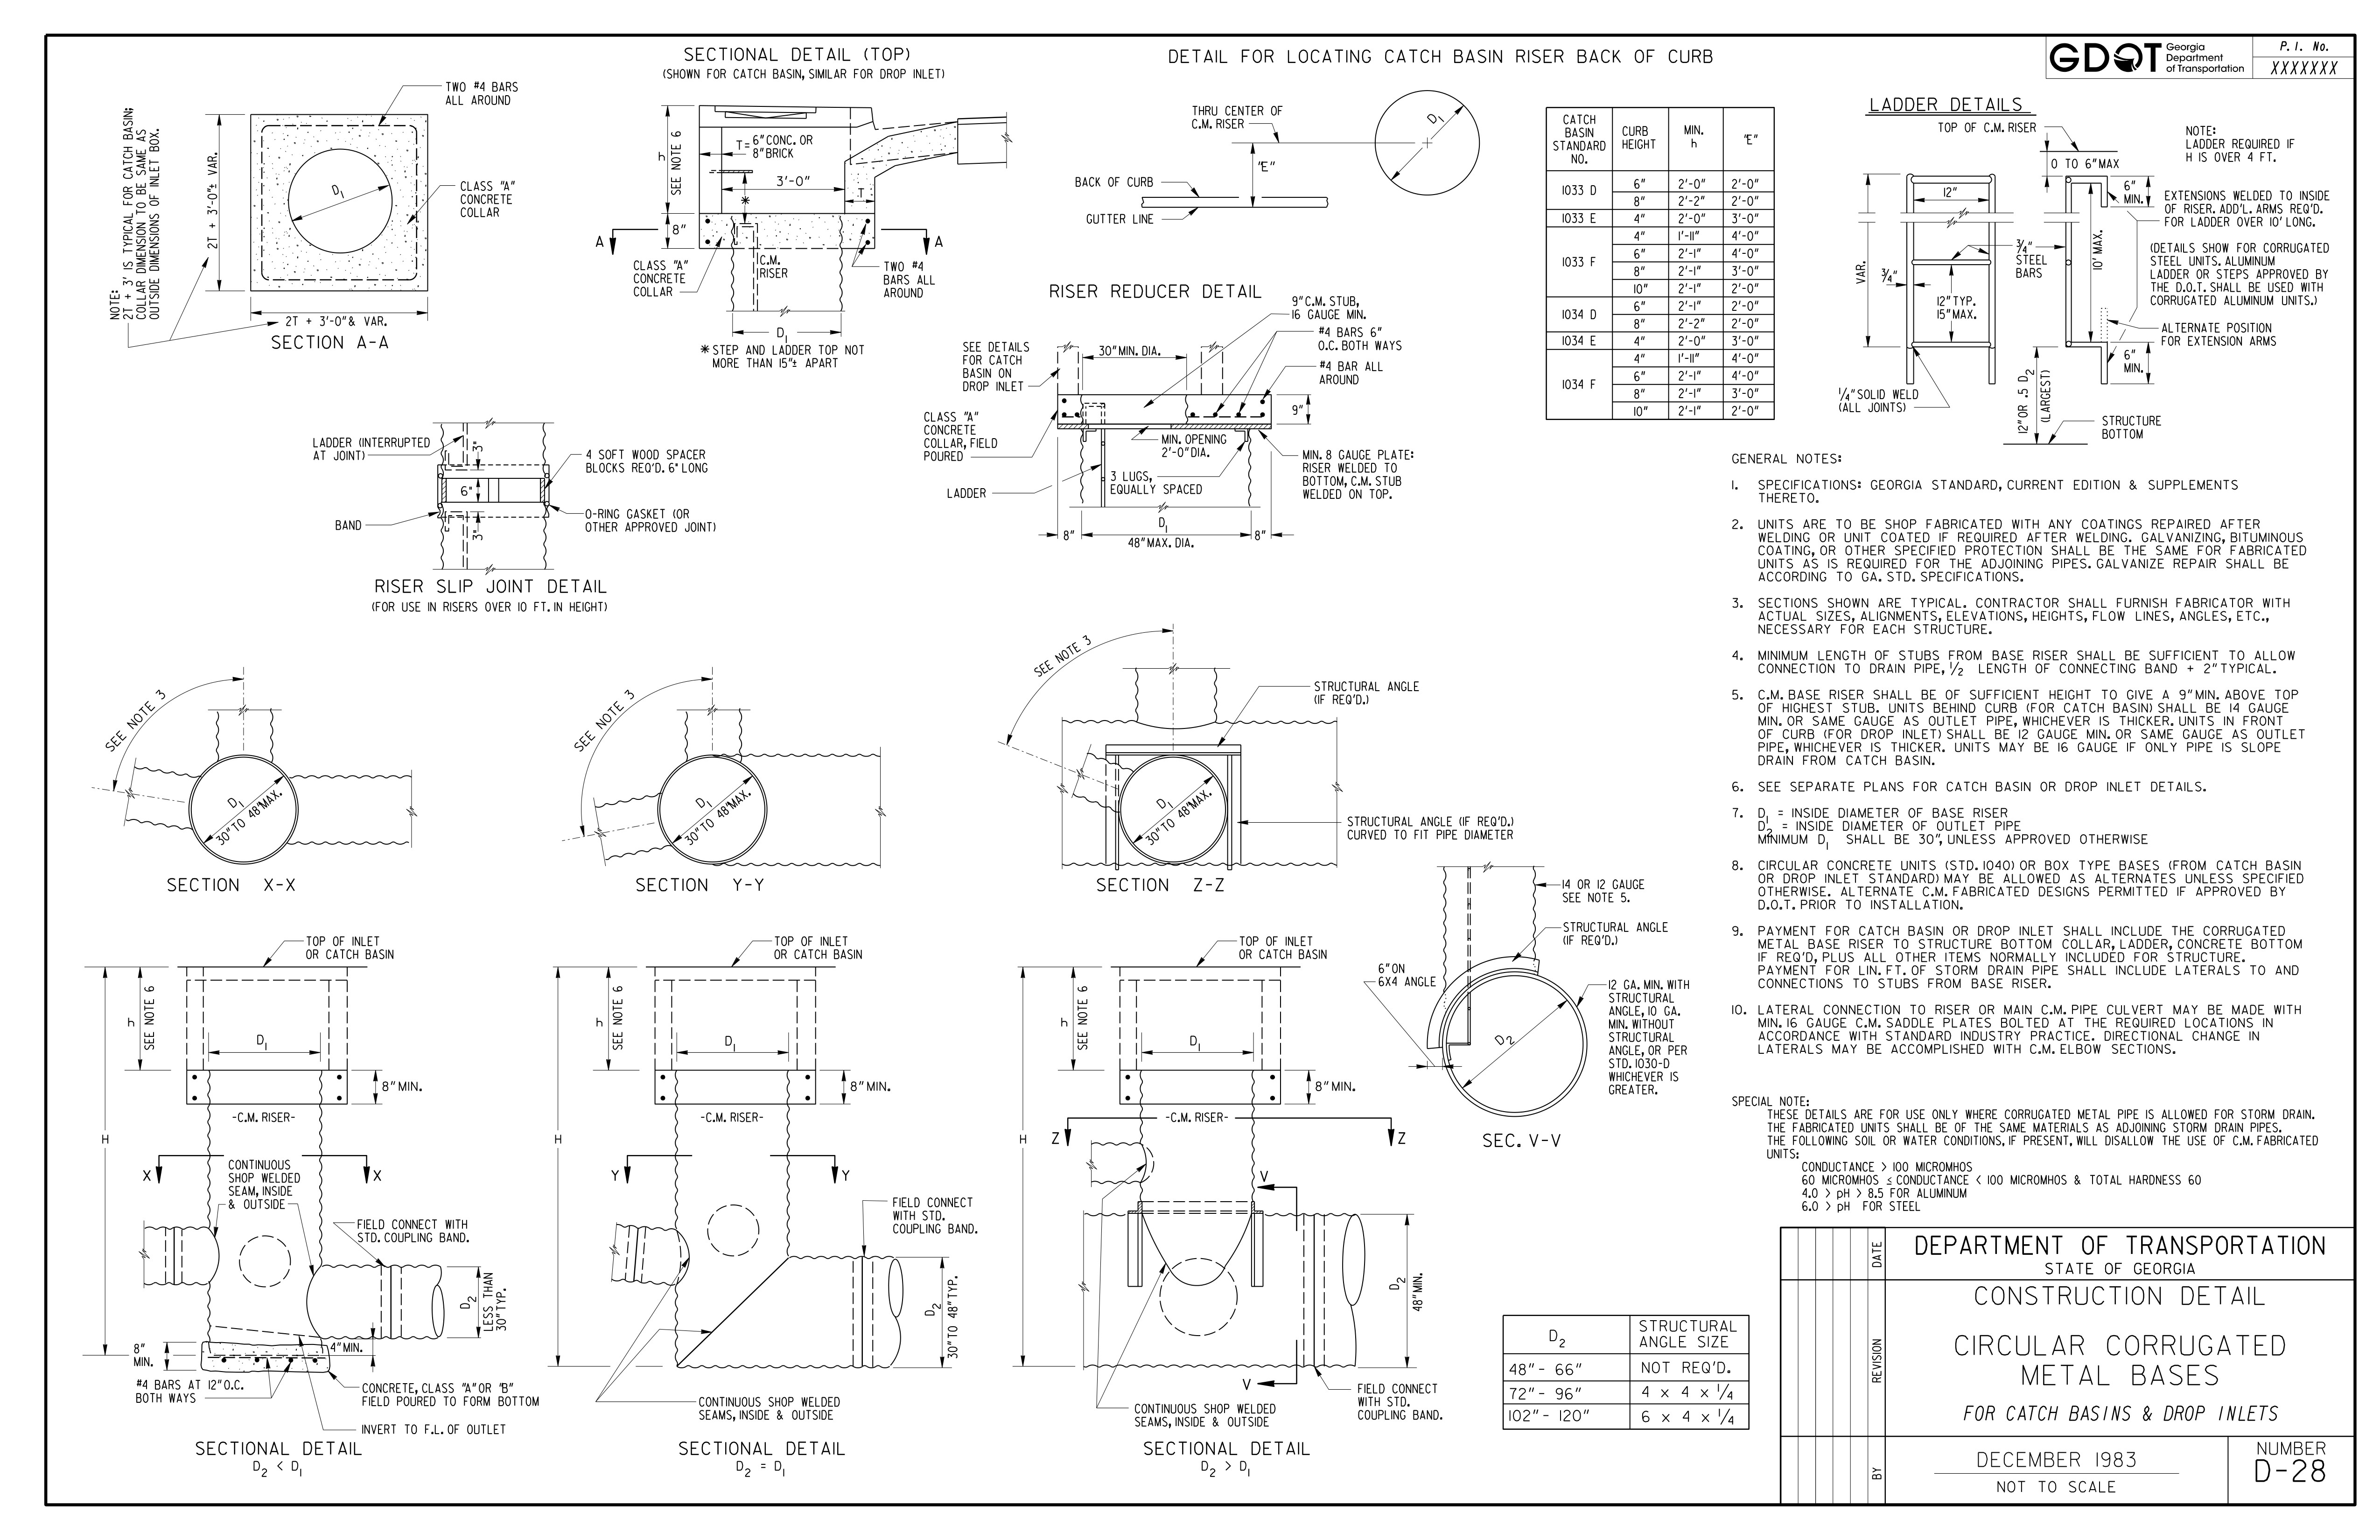 SECTIONAL DETAIL (TOP)
(SHOWN FOR CATCH BASIN, SIMILAR FOR DROP INLET)
DETAIL FOR LOCATING CATCH BASIN RISER BACK OF CURB
GDOT
Georgia
Department
of Transportation
P. I. No.
XXXXXXX
NOTE:
2T + 3' IS TYPICAL FOR CATCH BASIN;
COLLAR DIMENSION TO BE SAME AS
OUTSIDE DIMENSIONS OF INLET BOX.
2T + 3'-0"± VAR.
TWO #4 BARS
ALL AROUND
D1
CLASS "A"
CONCRETE
COLLAR
2T + 3'-0"& VAR.
SECTION A-A
h
SEE NOTE 6
T= 6" CONC. OR
8" BRICK
3'-0"
T
*
8"
A
A
CLASS "A"
CONCRETE
COLLAR
C.M.
RISER
TWO #4
BARS ALL
AROUND
D1
* STEP AND LADDER TOP NOT
MORE THAN 15"± APART
THRU CENTER OF
C.M. RISER
D1
"E"
BACK OF CURB
GUTTER LINE
CATCH BASIN STANDARD NO. CURB HEIGHT MIN. h "E"
1033 D 6" 2'-0" 2'-0"
8" 2'-2" 2'-0"
1033 E 4" 2'-0" 3'-0"
1033 F 4" 1'-11" 4'-0"
6" 2'-1" 4'-0"
8" 2'-1" 3'-0"
10" 2'-1" 2'-0"
1034 D 6" 2'-1" 2'-0"
8" 2'-2" 2'-0"
1034 E 4" 2'-0" 3'-0"
1034 F 4" 1'-11" 4'-0"
6" 2'-1" 4'-0"
8" 2'-1" 3'-0"
10" 2'-1" 2'-0"
LADDER DETAILS
TOP OF C.M. RISER
NOTE:
LADDER REQUIRED IF
H IS OVER 4 FT.
0 TO 6" MAX
12"
6"
MIN.
EXTENSIONS WELDED TO INSIDE
OF RISER. ADD'L. ARMS REQ'D.
FOR LADDER OVER 10' LONG.
VAR.
3/4"
3/4"
STEEL
BARS
10' MAX.
(DETAILS SHOW FOR CORRUGATED
STEEL UNITS. ALUMINUM
LADDER OR STEPS APPROVED BY
THE D.O.T. SHALL BE USED WITH
CORRUGATED ALUMINUM UNITS.)
12" TYP.
15" MAX.
ALTERNATE POSITION
FOR EXTENSION ARMS
6"
MIN.
1/4" SOLID WELD
(ALL JOINTS)
12" OR .5 D2
(LARGEST)
STRUCTURE
BOTTOM
RISER REDUCER DETAIL
9" C.M. STUB,
16 GAUGE MIN.
SEE DETAILS
FOR CATCH
BASIN ON
DROP INLET
30" MIN. DIA.
#4 BARS 6"
O.C. BOTH WAYS
#4 BAR ALL
AROUND
9"
CLASS "A"
CONCRETE
COLLAR, FIELD
POURED
MIN. OPENING
2'-0" DIA.
MIN. 8 GAUGE PLATE:
RISER WELDED TO
BOTTOM, C.M. STUB
WELDED ON TOP.
3 LUGS,
EQUALLY SPACED
LADDER
8"
D1
48" MAX. DIA.
8"
LADDER (INTERRUPTED
AT JOINT)
3"
4 SOFT WOOD SPACER
BLOCKS REQ'D. 6" LONG
6"
O-RING GASKET (OR
OTHER APPROVED JOINT)
BAND
3"
RISER SLIP JOINT DETAIL
(FOR USE IN RISERS OVER 10 FT. IN HEIGHT)
GENERAL NOTES:
1. SPECIFICATIONS: GEORGIA STANDARD, CURRENT EDITION & SUPPLEMENTS
THERETO.
2. UNITS ARE TO BE SHOP FABRICATED WITH ANY COATINGS REPAIRED AFTER
WELDING OR UNIT COATED IF REQUIRED AFTER WELDING. GALVANIZING, BITUMINOUS
COATING, OR OTHER SPECIFIED PROTECTION SHALL BE THE SAME FOR FABRICATED
UNITS AS IS REQUIRED FOR THE ADJOINING PIPES. GALVANIZE REPAIR SHALL BE
ACCORDING TO GA. STD. SPECIFICATIONS.
3. SECTIONS SHOWN ARE TYPICAL. CONTRACTOR SHALL FURNISH FABRICATOR WITH
ACTUAL SIZES, ALIGNMENTS, ELEVATIONS, HEIGHTS, FLOW LINES, ANGLES, ETC.,
NECESSARY FOR EACH STRUCTURE.
4. MINIMUM LENGTH OF STUBS FROM BASE RISER SHALL BE SUFFICIENT TO ALLOW
CONNECTION TO DRAIN PIPE, 1/2 LENGTH OF CONNECTING BAND + 2" TYPICAL.
5. C.M. BASE RISER SHALL BE OF SUFFICIENT HEIGHT TO GIVE A 9" MIN. ABOVE TOP
OF HIGHEST STUB. UNITS BEHIND CURB (FOR CATCH BASIN) SHALL BE 14 GAUGE
MIN. OR SAME GAUGE AS OUTLET PIPE, WHICHEVER IS THICKER. UNITS IN FRONT
OF CURB (FOR DROP INLET) SHALL BE 12 GAUGE MIN. OR SAME GAUGE AS OUTLET
PIPE, WHICHEVER IS THICKER. UNITS MAY BE 16 GAUGE IF ONLY PIPE IS SLOPE
DRAIN FROM CATCH BASIN.
6. SEE SEPARATE PLANS FOR CATCH BASIN OR DROP INLET DETAILS.
7. D1 = INSIDE DIAMETER OF BASE RISER
D2 = INSIDE DIAMETER OF OUTLET PIPE
MINIMUM D1 SHALL BE 30", UNLESS APPROVED OTHERWISE
8. CIRCULAR CONCRETE UNITS (STD. 1040) OR BOX TYPE BASES (FROM CATCH BASIN
OR DROP INLET STANDARD) MAY BE ALLOWED AS ALTERNATES UNLESS SPECIFIED
OTHERWISE. ALTERNATE C.M. FABRICATED DESIGNS PERMITTED IF APPROVED BY
D.O.T. PRIOR TO INSTALLATION.
9. PAYMENT FOR CATCH BASIN OR DROP INLET SHALL INCLUDE THE CORRUGATED
METAL BASE RISER TO STRUCTURE BOTTOM COLLAR, LADDER, CONCRETE BOTTOM
IF REQ'D, PLUS ALL OTHER ITEMS NORMALLY INCLUDED FOR STRUCTURE.
PAYMENT FOR LIN. FT. OF STORM DRAIN PIPE SHALL INCLUDE LATERALS TO AND
CONNECTIONS TO STUBS FROM BASE RISER.
10. LATERAL CONNECTION TO RISER OR MAIN C.M. PIPE CULVERT MAY BE MADE WITH
MIN. 16 GAUGE C.M. SADDLE PLATES BOLTED AT THE REQUIRED LOCATIONS IN
ACCORDANCE WITH STANDARD INDUSTRY PRACTICE. DIRECTIONAL CHANGE IN
LATERALS MAY BE ACCOMPLISHED WITH C.M. ELBOW SECTIONS.
SPECIAL NOTE:
THESE DETAILS ARE FOR USE ONLY WHERE CORRUGATED METAL PIPE IS ALLOWED FOR STORM DRAIN.
THE FABRICATED UNITS SHALL BE OF THE SAME MATERIALS AS ADJOINING STORM DRAIN PIPES.
THE FOLLOWING SOIL OR WATER CONDITIONS, IF PRESENT, WILL DISALLOW THE USE OF C.M. FABRICATED
UNITS:
CONDUCTANCE > 100 MICROMHOS
60 MICROMHOS ≤ CONDUCTANCE < 100 MICROMHOS & TOTAL HARDNESS 60
4.0 > pH > 8.5 FOR ALUMINUM
6.0 > pH FOR STEEL
SEE NOTE 3
D1
30" TO 48" MAX.
SECTION X-X
SEE NOTE 3
D1
30" TO 48" MAX.
SECTION Y-Y
SEE NOTE 3
STRUCTURAL ANGLE
(IF REQ'D.)
D1
30" TO 48" MAX.
STRUCTURAL ANGLE (IF REQ'D.)
CURVED TO FIT PIPE DIAMETER
SECTION Z-Z
14 OR 12 GAUGE
SEE NOTE 5.
STRUCTURAL ANGLE
(IF REQ'D.)
6" ON
6X4 ANGLE
D2
12 GA. MIN. WITH
STRUCTURAL
ANGLE, 10 GA.
MIN. WITHOUT
STRUCTURAL
ANGLE, OR PER
STD. 1030-D
WHICHEVER IS
GREATER.
SEC. V-V
TOP OF INLET
OR CATCH BASIN
h
SEE NOTE 6
D1
8" MIN.
-C.M. RISER-
H
X
X
CONTINUOUS
SHOP WELDED
SEAM, INSIDE
& OUTSIDE
FIELD CONNECT WITH
STD. COUPLING BAND.
D2
LESS THAN
30" TYP.
8"
MIN.
4" MIN.
#4 BARS AT 12" O.C.
BOTH WAYS
CONCRETE, CLASS "A" OR "B"
FIELD POURED TO FORM BOTTOM
INVERT TO F.L. OF OUTLET
SECTIONAL DETAIL
D2 < D1
TOP OF INLET
OR CATCH BASIN
h
SEE NOTE 6
D1
8" MIN.
-C.M. RISER-
H
Y
Y
FIELD CONNECT
WITH STD.
COUPLING BAND.
D2
30" TO 48" TYP.
CONTINUOUS SHOP WELDED
SEAMS, INSIDE & OUTSIDE
SECTIONAL DETAIL
D2 = D1
TOP OF INLET
OR CATCH BASIN
h
SEE NOTE 6
D1
8" MIN.
-C.M. RISER-
H
Z
Z
V
D2
48" MIN.
V
CONTINUOUS SHOP WELDED
SEAMS, INSIDE & OUTSIDE
FIELD CONNECT
WITH STD.
COUPLING BAND.
SECTIONAL DETAIL
D2 > D1
D2 STRUCTURAL ANGLE SIZE
48" - 66" NOT REQ'D.
72" - 96" 4 x 4 x 1/4
102" - 120" 6 x 4 x 1/4
DATE
REVISION
BY
DEPARTMENT OF TRANSPORTATION
STATE OF GEORGIA
CONSTRUCTION DETAIL
CIRCULAR CORRUGATED
METAL BASES
FOR CATCH BASINS & DROP INLETS
DECEMBER 1983
NOT TO SCALE
NUMBER
D-28